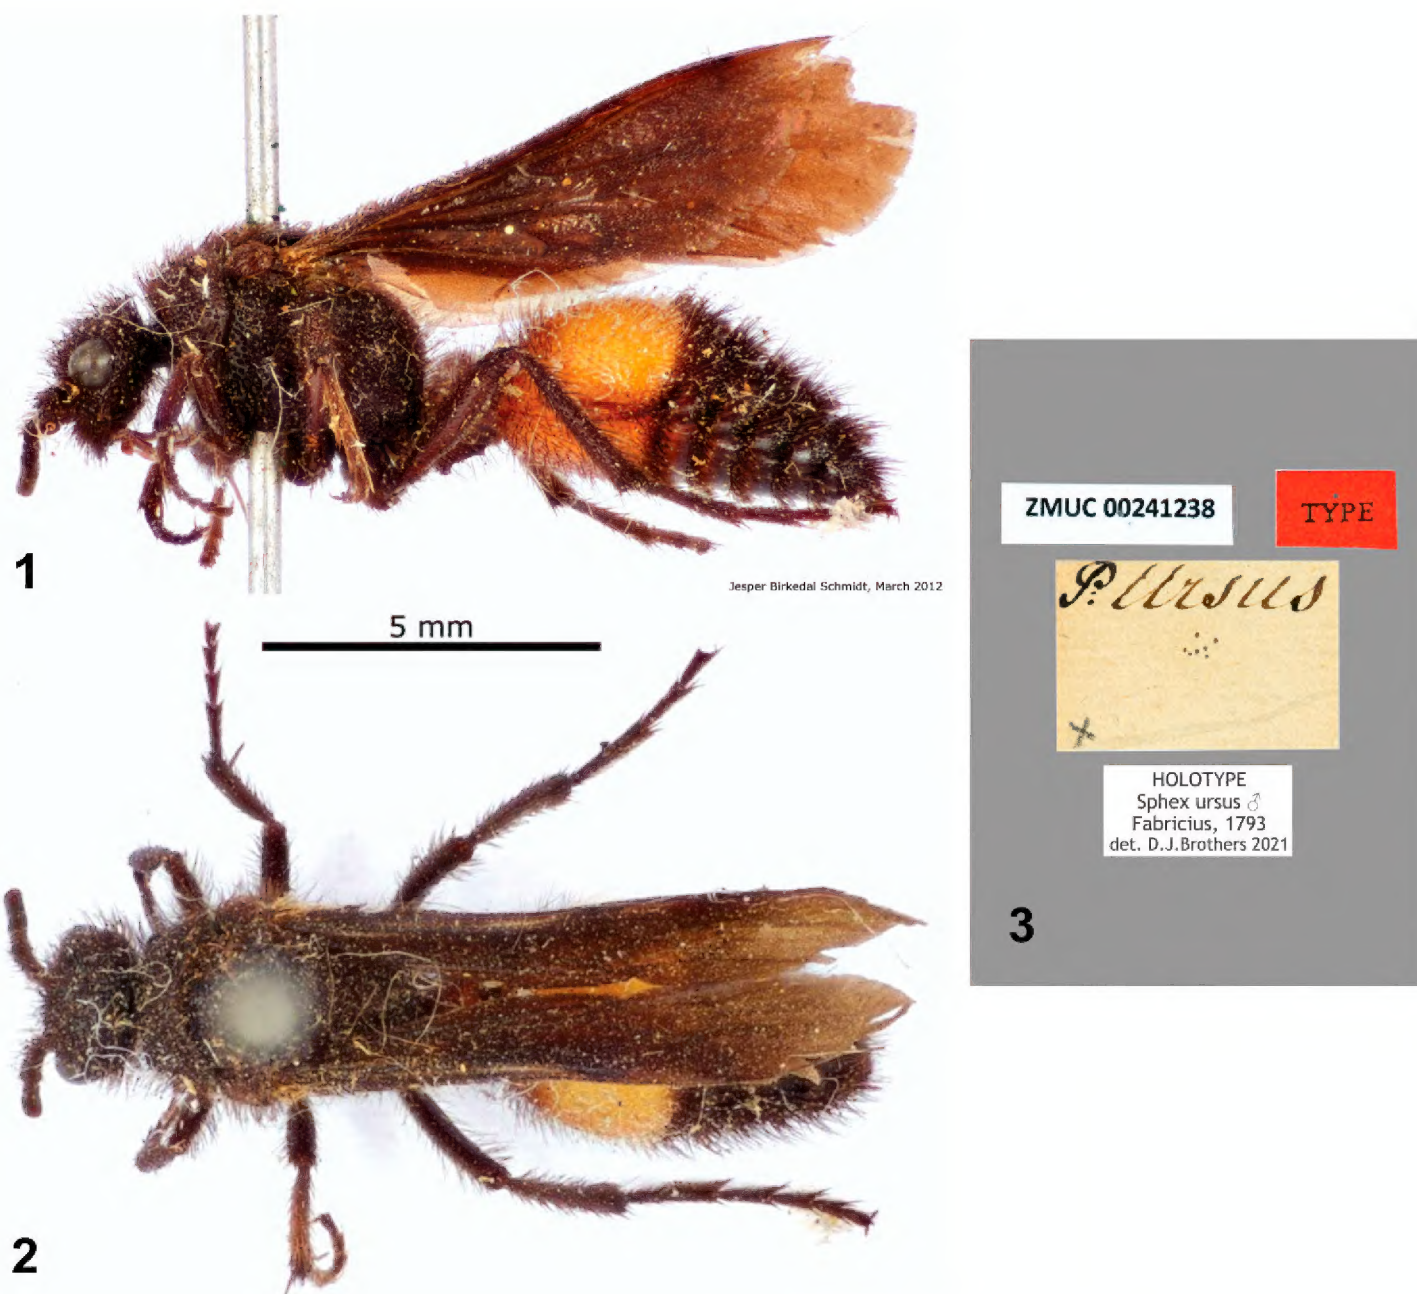 1
Jesper Birkedal Schmidt, March 2012
5 mm
2
ZMUC 00241238
TYPE
P: Ursus
x
HOLOTYPE
Sphex ursus ♂
Fabricius, 1793
det. D.J.Brothers 2021
3